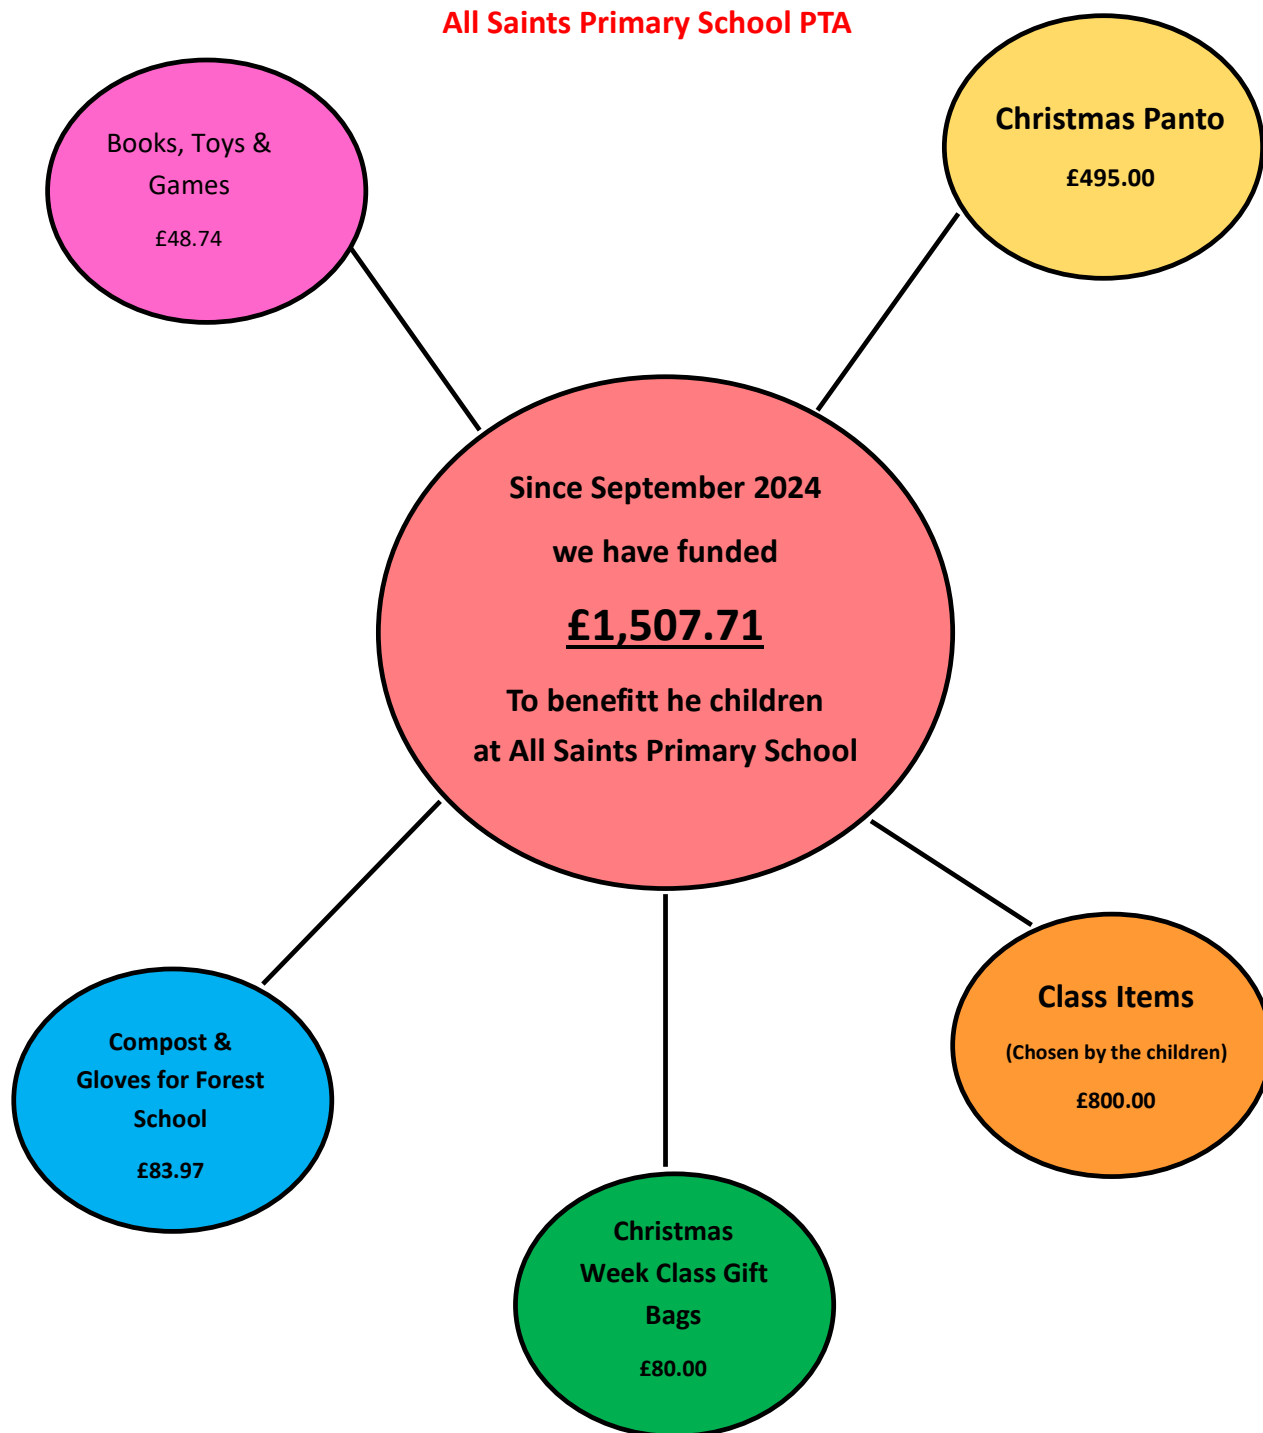 All Saints Primary School PTA
Books, Toys &
Games
£48.74
Christmas Panto
£495.00
Since September 2024
we have funded
£1,507.71
To benefitt he children
at All Saints Primary School
Class Items
(Chosen by the children)
£800.00
Compost &
Gloves for Forest
School
£83.97
Christmas
Week Class Gift
Bags
£80.00